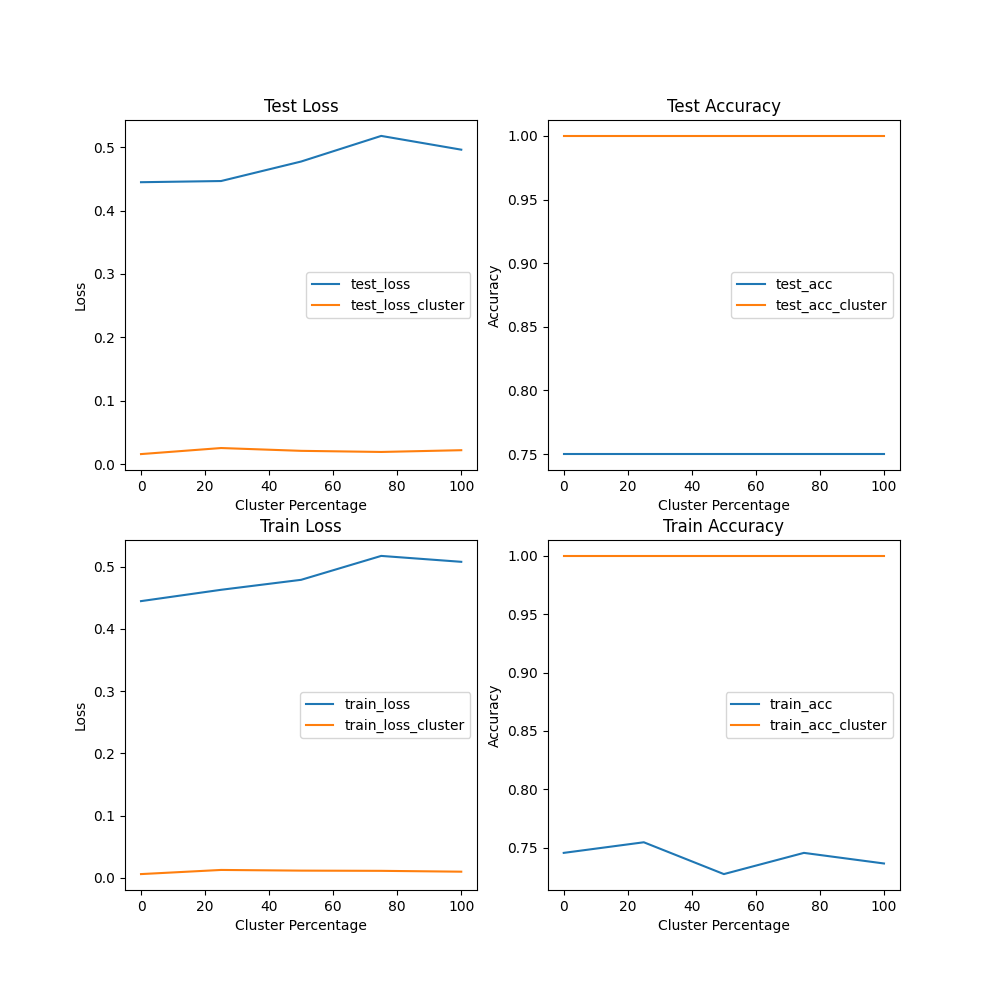 Test Loss
0.5
0.4
0.3
0.2
0.1
0.0
Loss
test_loss
test_loss_cluster
0 20 40 60 80 100
Cluster Percentage
Test Accuracy
1.00
0.95
0.90
0.85
0.80
0.75
Accuracy
test_acc
test_acc_cluster
0 20 40 60 80 100
Cluster Percentage
Train Loss
0.5
0.4
0.3
0.2
0.1
0.0
Loss
train_loss
train_loss_cluster
0 20 40 60 80 100
Cluster Percentage
Train Accuracy
1.00
0.95
0.90
0.85
0.80
0.75
Accuracy
train_acc
train_acc_cluster
0 20 40 60 80 100
Cluster Percentage